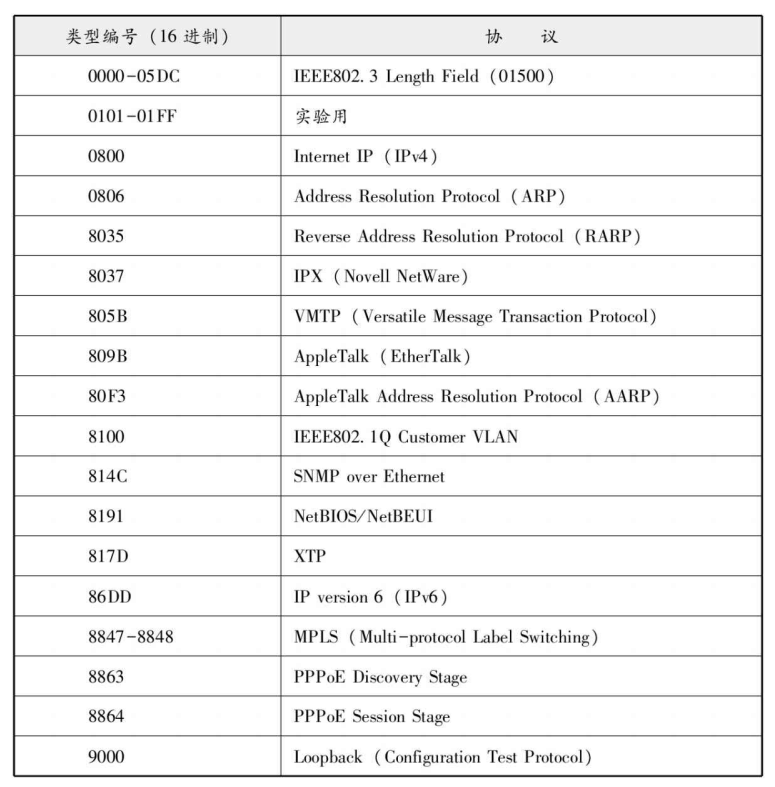 类型编号（16 进制） 协 议
0000-05DC IEEE802.3 Length Field (01500)
0101-01FF 实验用
0800 Internet IP (IPv4)
0806 Address Resolution Protocol (ARP)
8035 Reverse Address Resolution Protocol (RARP)
8037 IPX (Novell NetWare)
805B VMTP (Versatile Message Transaction Protocol)
809B AppleTalk (EtherTalk)
80F3 AppleTalk Address Resolution Protocol (AARP)
8100 IEEE802.1Q Customer VLAN
814C SNMP over Ethernet
8191 NetBIOS/NetBEUI
817D XTP
86DD IP version 6 (IPv6)
8847-8848 MPLS (Multi-protocol Label Switching)
8863 PPPoE Discovery Stage
8864 PPPoE Session Stage
9000 Loopback (Configuration Test Protocol)